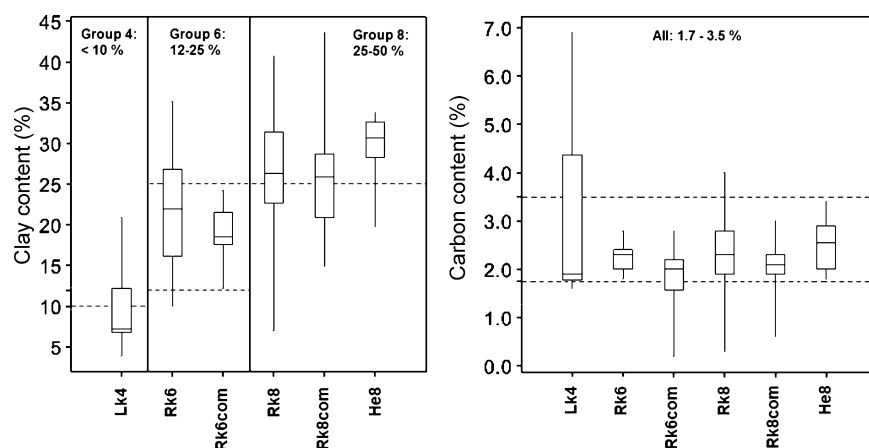 Group 4:
< 10 %
Group 6:
12-25 %
Group 8:
25-50 %
Clay content (%)
45
40
35
30
25
20
15
10
5
Lk4
Rk6
Rk6com
Rk8
Rk8com
He8
All: 1.7 - 3.5 %
Carbon content (%)
7.0
6.0
5.0
4.0
3.0
2.0
1.0
0.0
Lk4
Rk6
Rk6com
Rk8
Rk8com
He8